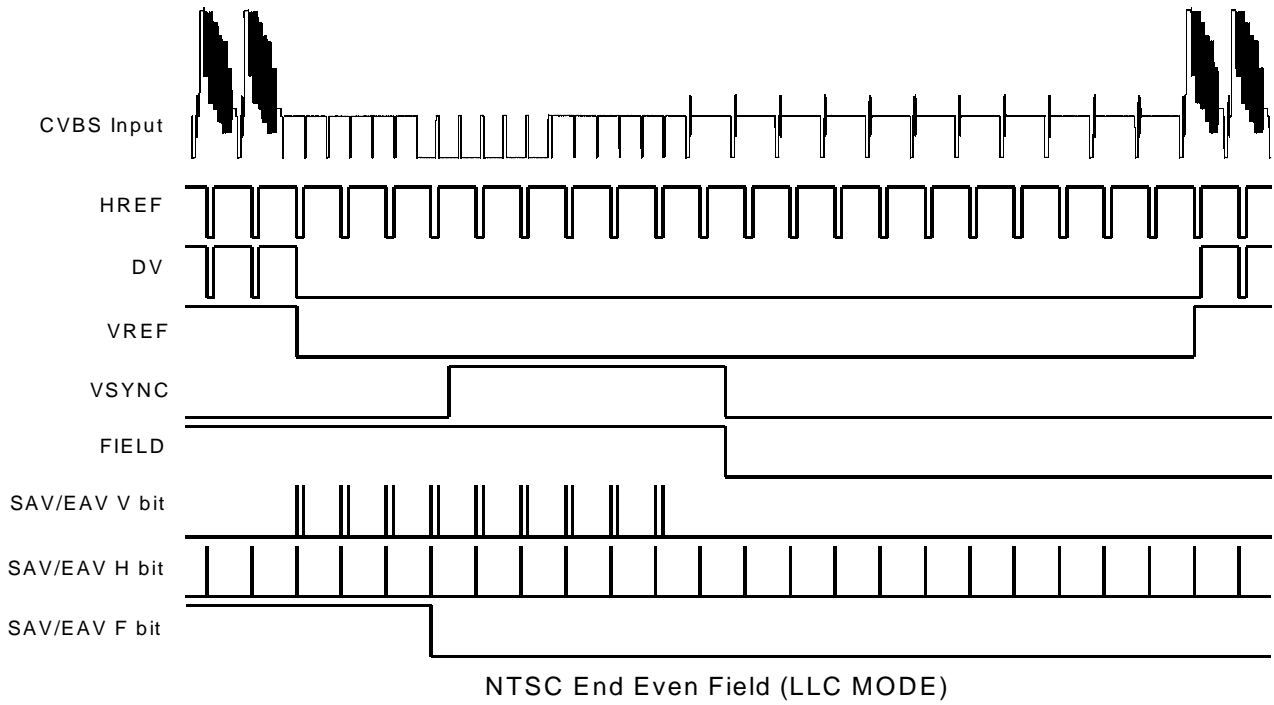 CVBS Input
HREF
DV
VREF
VSYNC
FIELD
SAV/EAV V bit
SAV/EAV H bit
SAV/EAV F bit
NTSC End Even Field (LLC MODE)